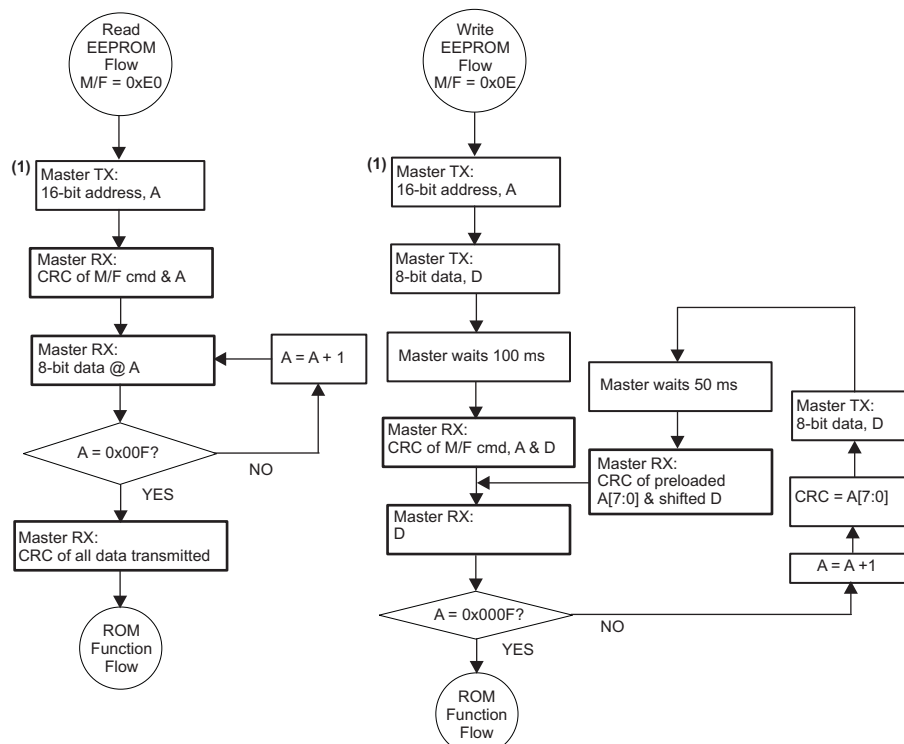 Read
EEPROM
Flow
M/F = 0xE0
(1)
Master TX:
16-bit address, A
Master RX:
CRC of M/F cmd & A
Master RX:
8-bit data @ A
A = A + 1
A = 0x00F?
NO
YES
Master RX:
CRC of all data transmitted
ROM
Function
Flow
Write
EEPROM
Flow
M/F = 0x0E
(1)
Master TX:
16-bit address, A
Master TX:
8-bit data, D
Master waits 100 ms
Master RX:
CRC of M/F cmd, A & D
Master RX:
D
A = 0x000F?
NO
YES
ROM
Function
Flow
Master waits 50 ms
Master RX:
CRC of preloaded
A[7:0] & shifted D
Master TX:
8-bit data, D
CRC = A[7:0]
A = A +1